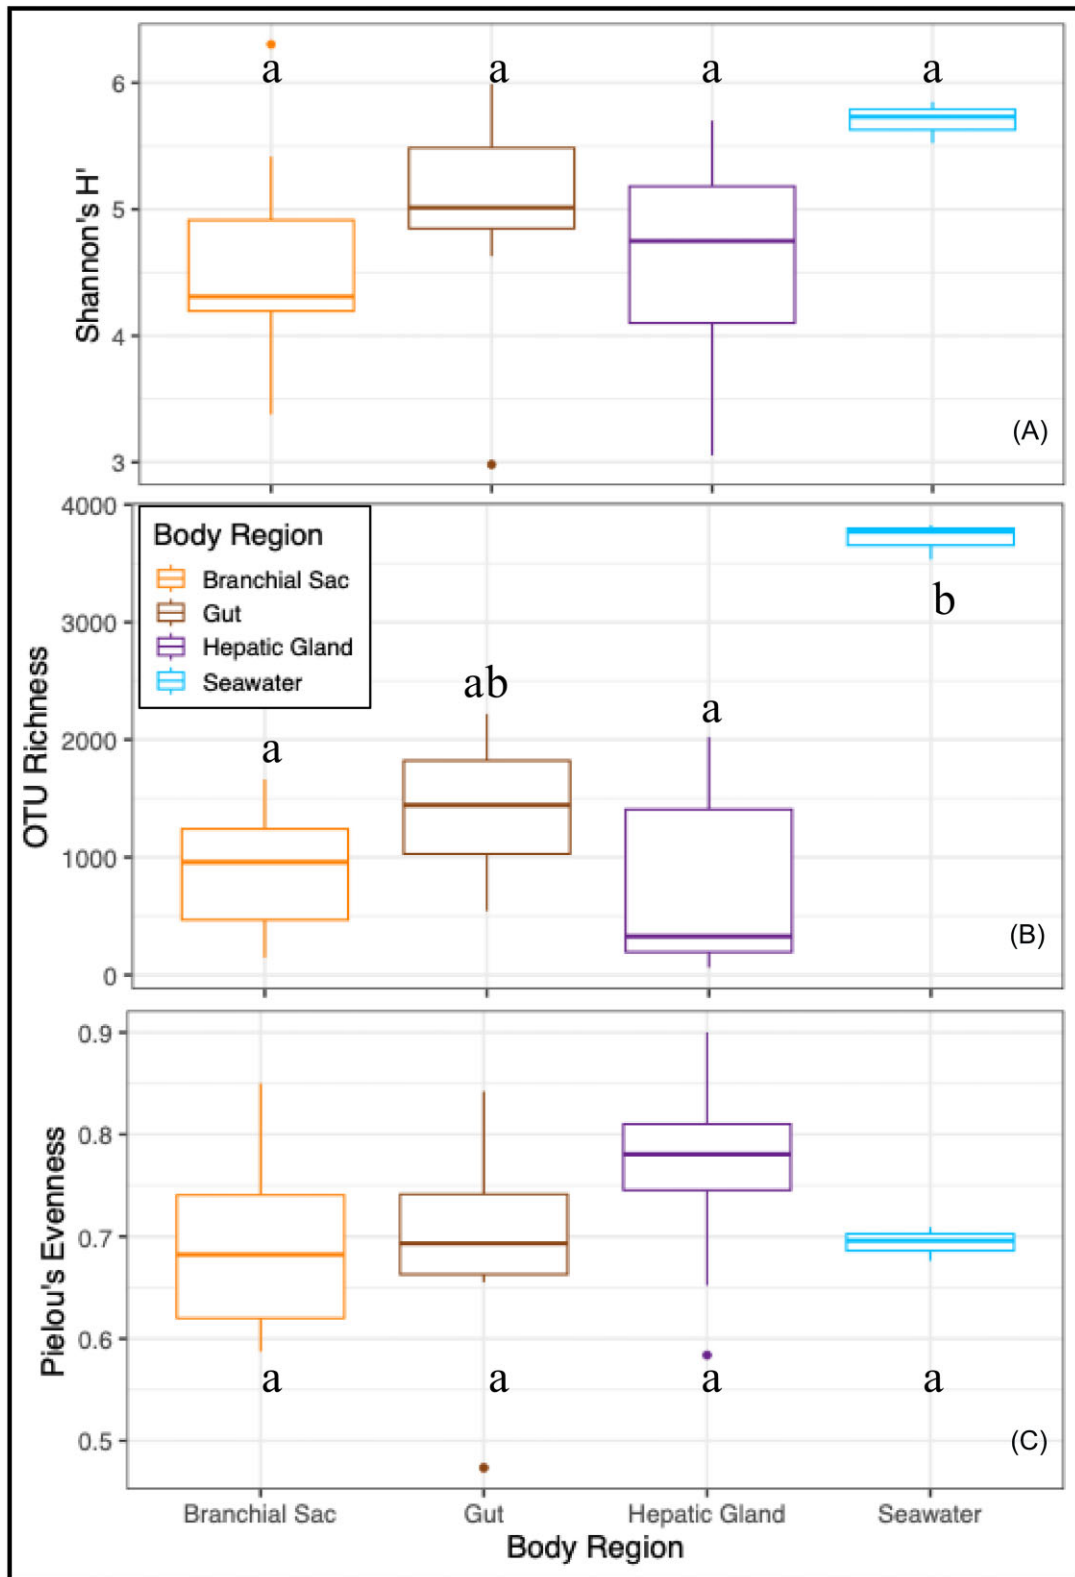 a a a a
6
5
4
3
Shannon's H'
(A)
4000
3000
2000
1000
0
OTU Richness
Body Region
Branchial Sac
Gut
Hepatic Gland
Seawater
a ab a b
(B)
0.9
0.8
0.7
0.6
0.5
Pielou's Evenness
a a a a
(C)
Branchial Sac Gut Hepatic Gland Seawater
Body Region